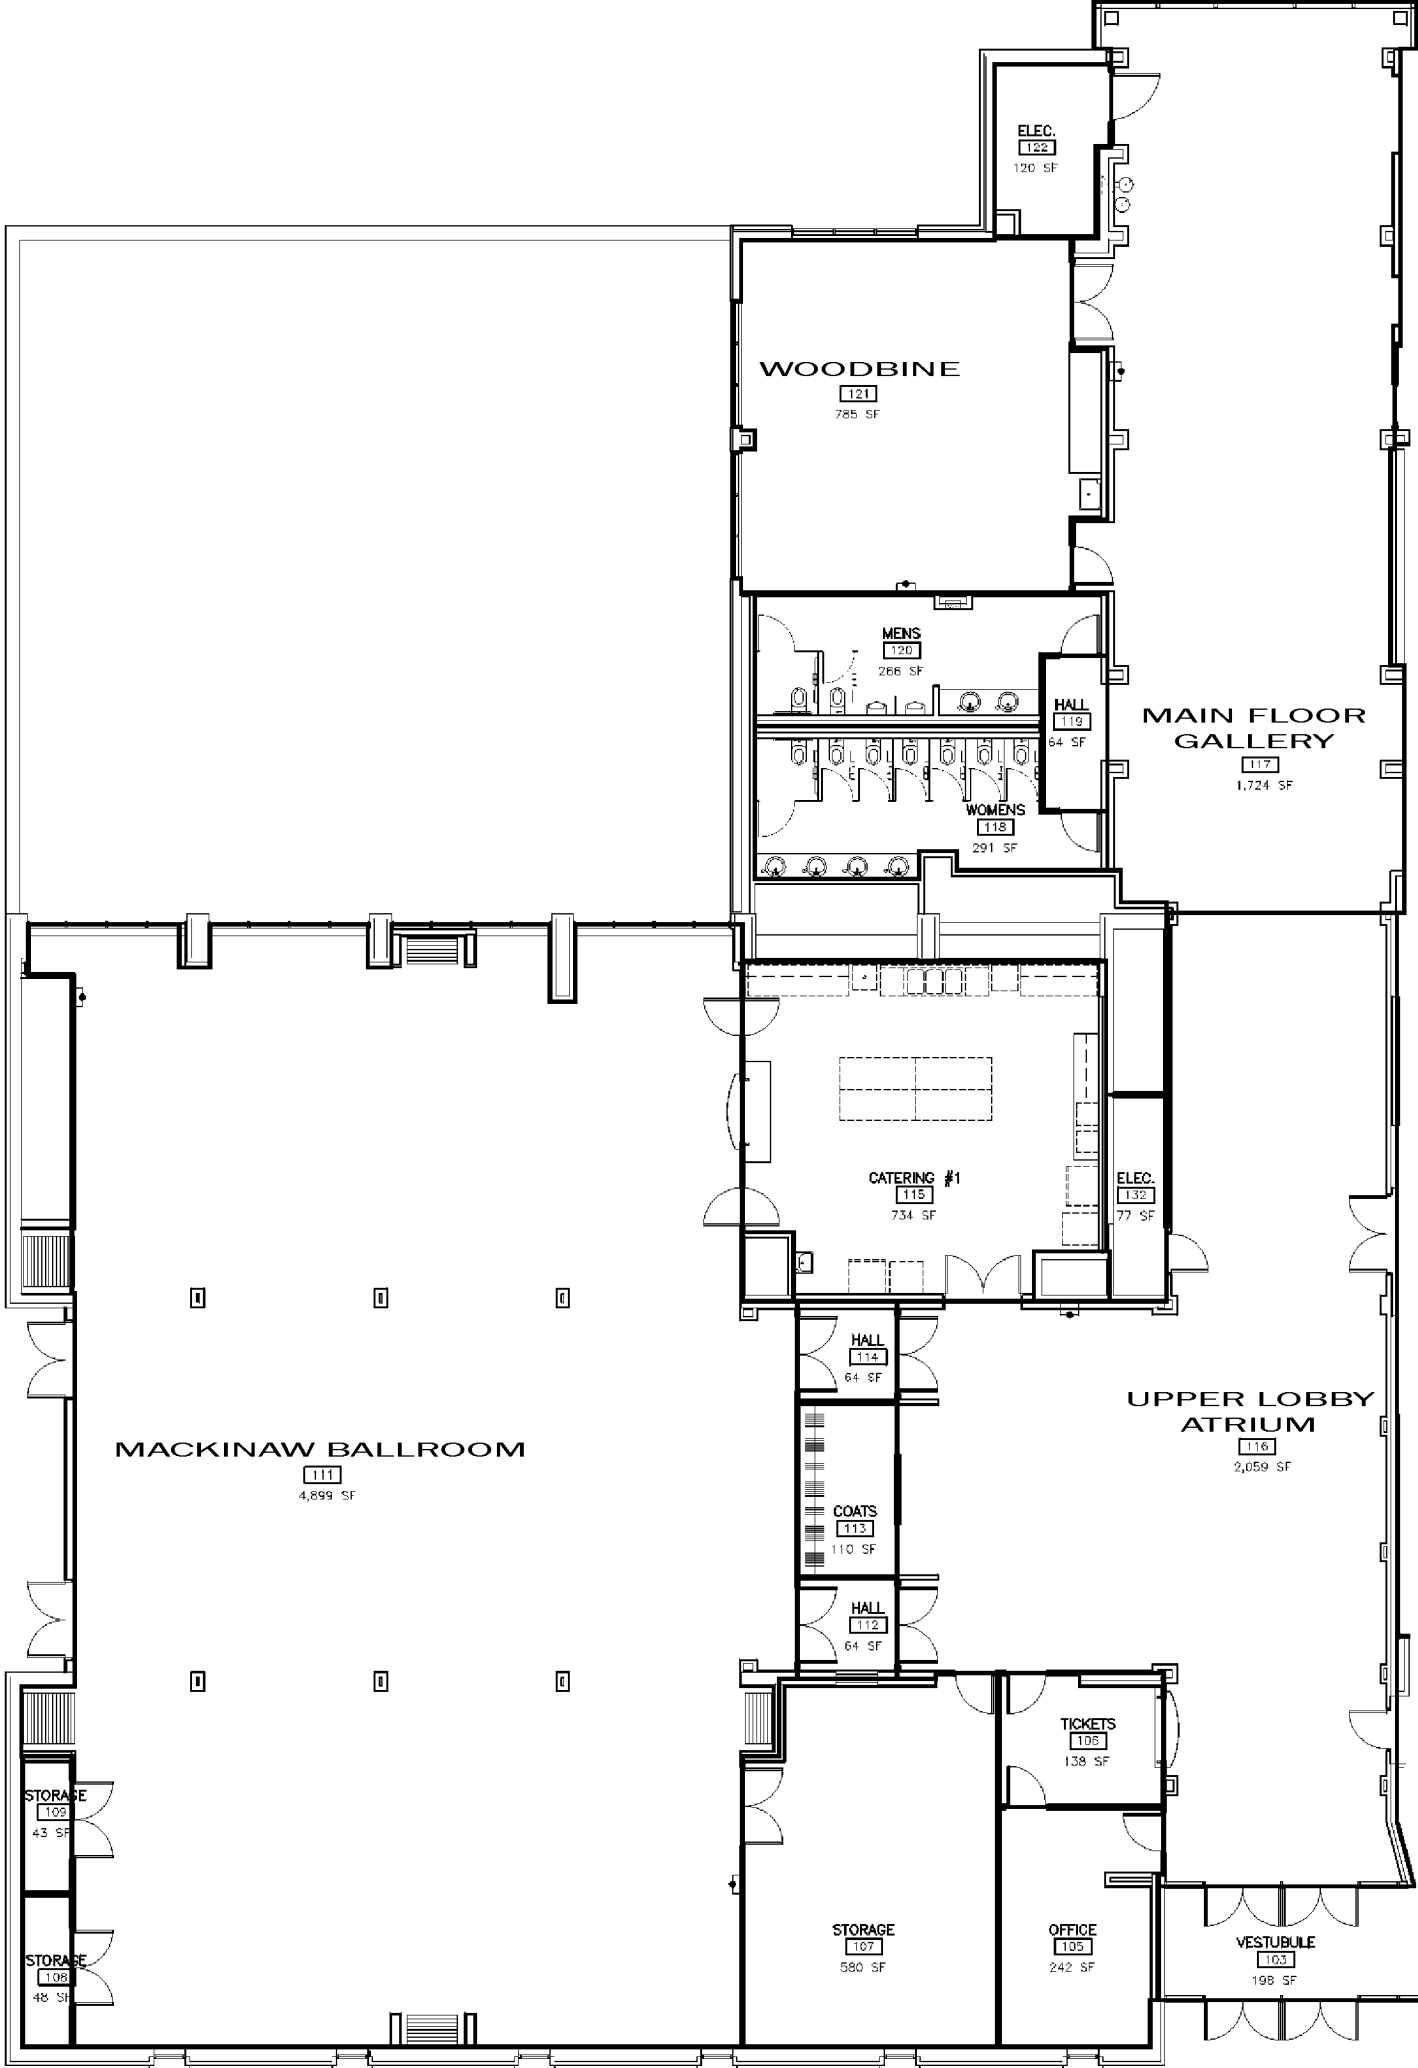 ELEC.
122
120 SF
WOODBINE
121
785 SF
MENS
120
266 SF
HALL
119
64 SF
MAIN FLOOR
GALLERY
117
1,724 SF
WOMENS
118
291 SF
CATERING #1
115
734 SF
ELEC.
132
77 SF
HALL
114
64 SF
UPPER LOBBY
ATRIUM
116
2,059 SF
MACKINAW BALLROOM
111
4,899 SF
COATS
113
110 SF
HALL
112
64 SF
TICKETS
106
138 SF
STORAGE
109
43 SF
STORAGE
107
580 SF
OFFICE
105
242 SF
VESTUBULE
103
198 SF
STORAGE
108
48 SF